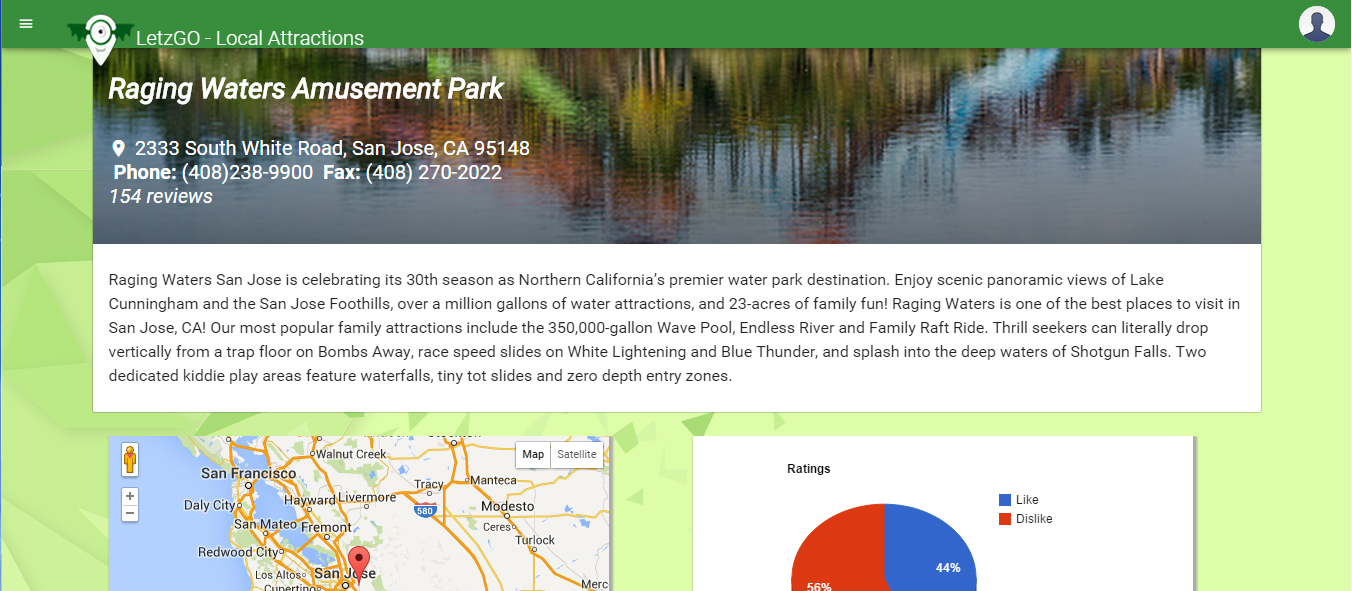 LetzGO - Local Attractions
Raging Waters Amusement Park
2333 South White Road, San Jose, CA 95148
Phone: (408)238-9900 Fax: (408) 270-2022
154 reviews
Raging Waters San Jose is celebrating its 30th season as Northern California’s premier water park destination. Enjoy scenic panoramic views of Lake
Cunningham and the San Jose Foothills, over a million gallons of water attractions, and 23-acres of family fun! Raging Waters is one of the best places to visit in
San Jose, CA! Our most popular family attractions include the 350,000-gallon Wave Pool, Endless River and Family Raft Ride. Thrill seekers can literally drop
vertically from a trap floor on Bombs Away, race speed slides on White Lightening and Blue Thunder, and splash into the deep waters of Shotgun Falls. Two
dedicated kiddie play areas feature waterfalls, tiny tot slides and zero depth entry zones.
Map Satellite
Walnut Creek
San Francisco
Tracy
Manteca
Daly City
Hayward
Livermore
580
Modesto
San Mateo
Fremont
Ceres
Turlock
Redwood City
Los Altos
San Jose
Merc
Cupertino
+
−
Ratings
Like
Dislike
44%
56%